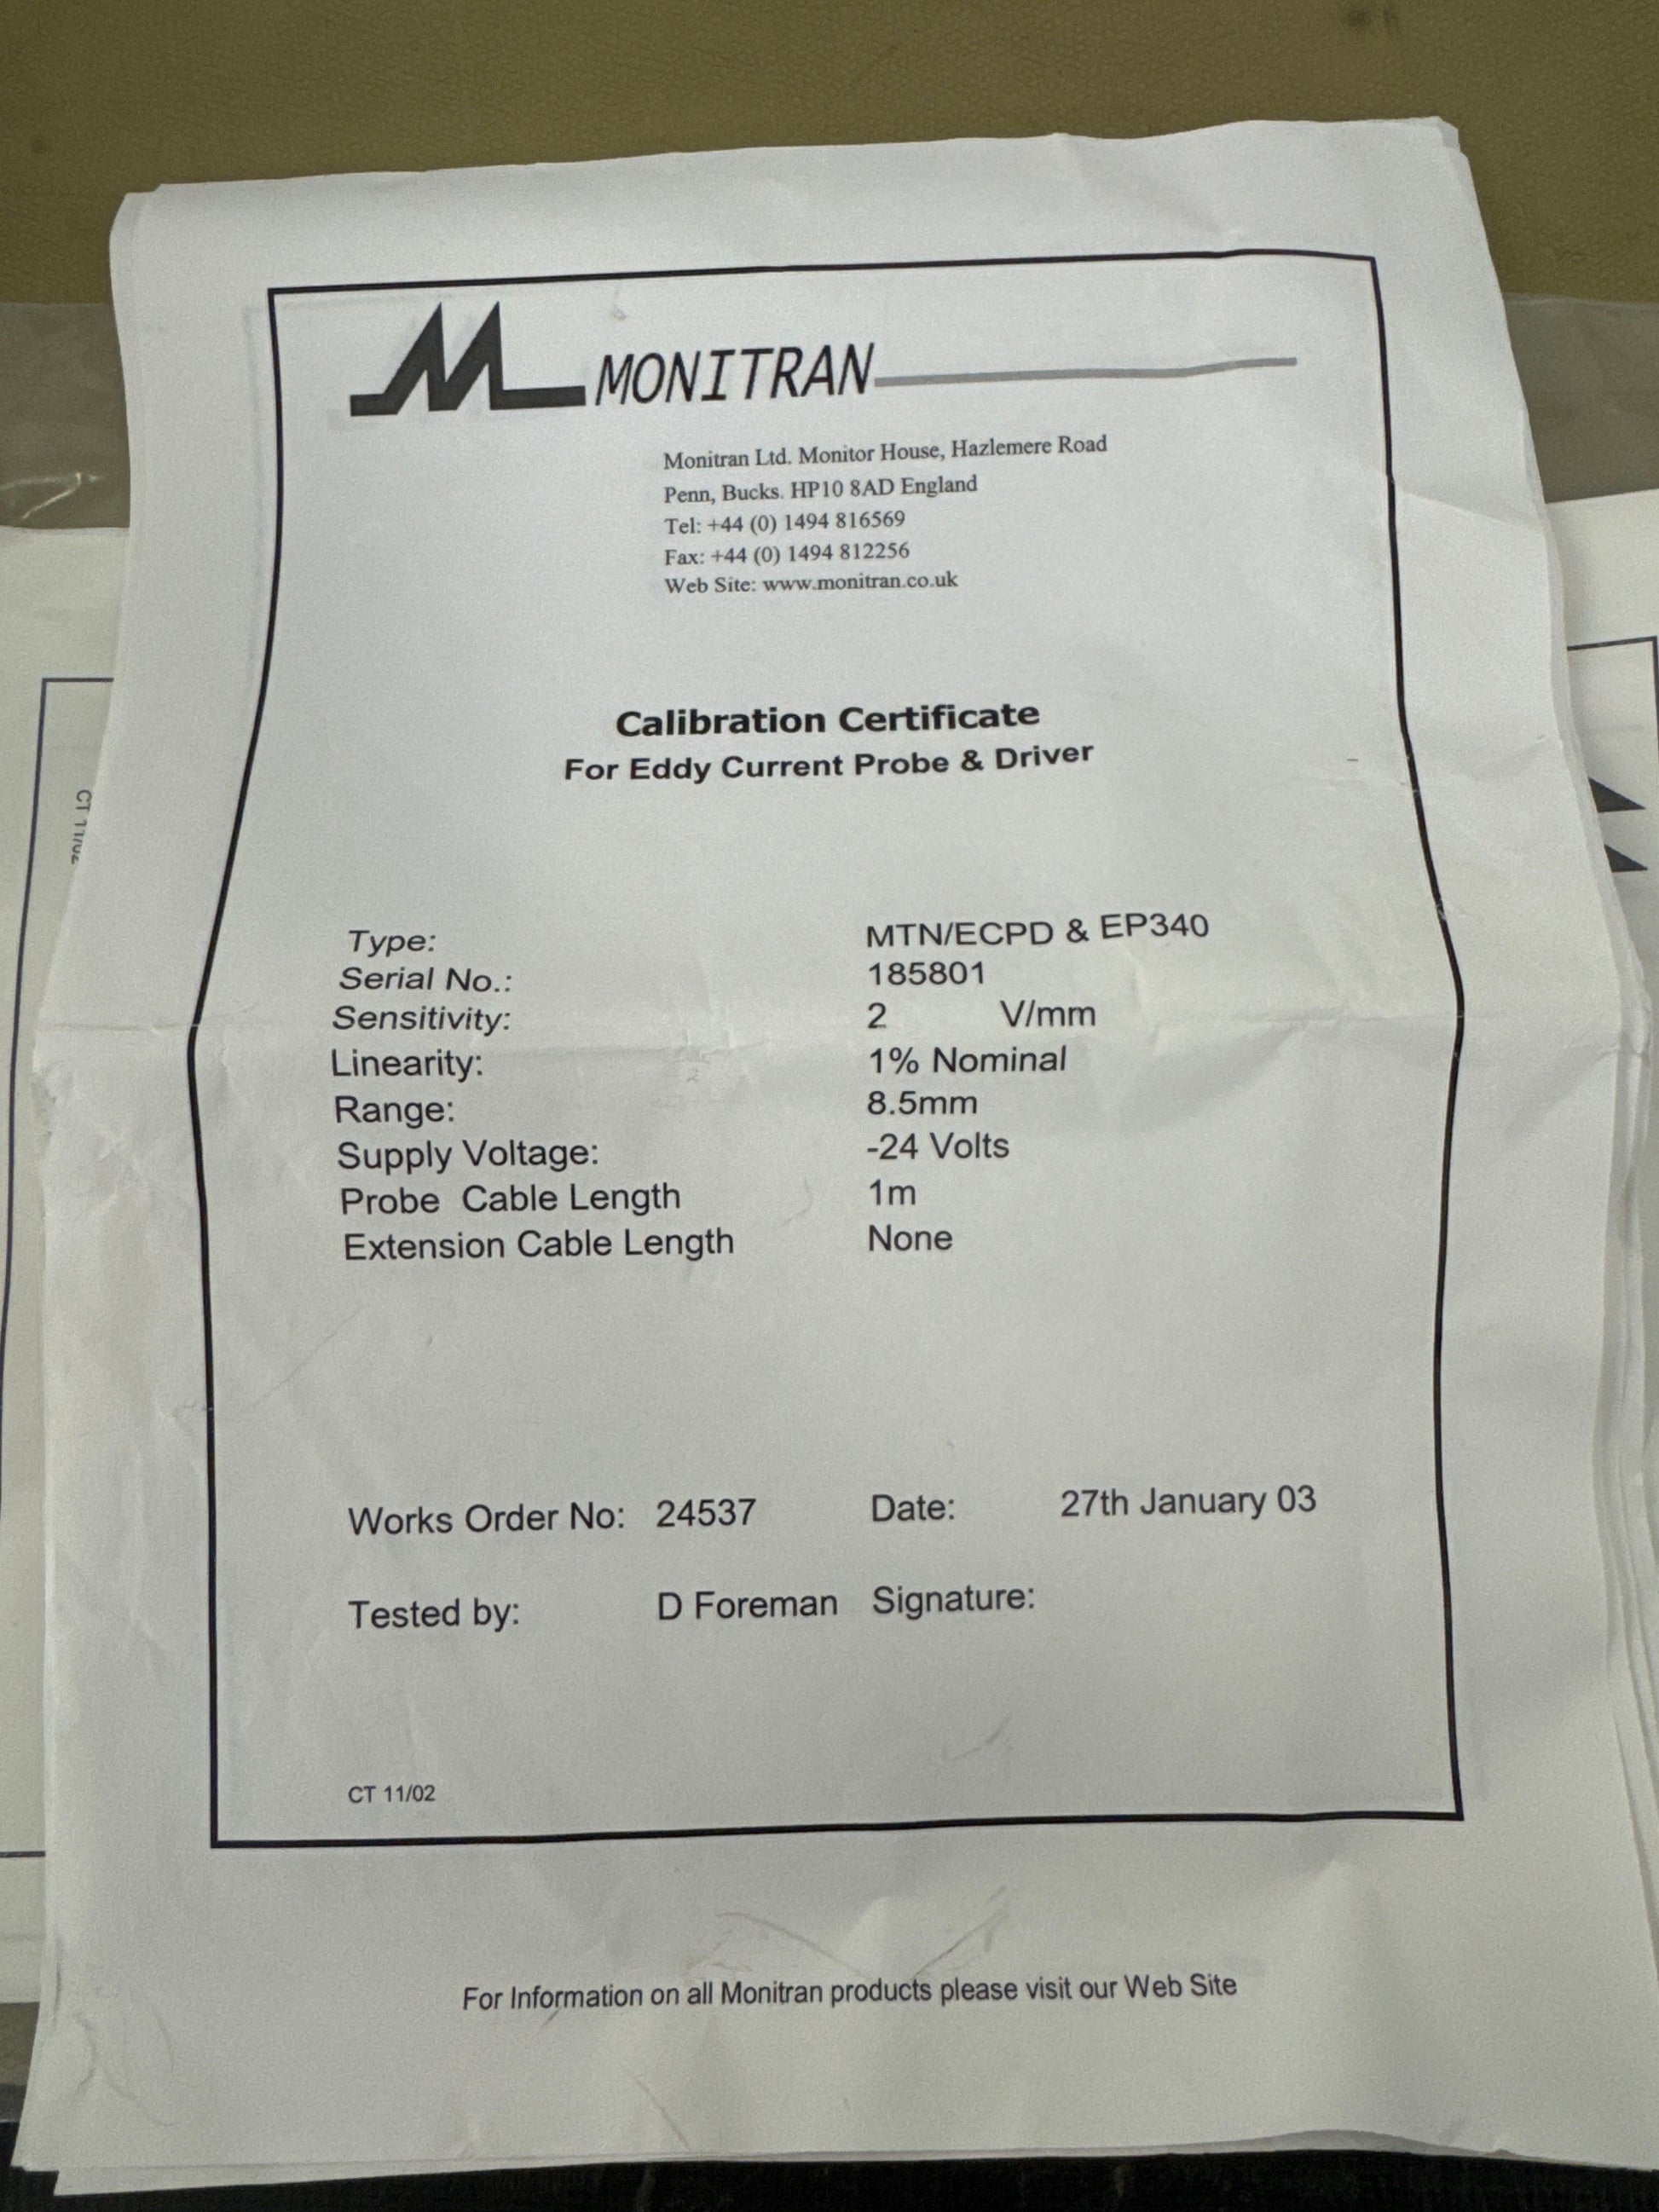 MONITRAN
Monitran Ltd. Monitor House, Hazlemere Road
Penn, Bucks. HP10 8AD England
Tel: +44 (0) 1494 816569
Fax: +44 (0) 1494 812256
Web Site: www.monitran.co.uk
Calibration Certificate
For Eddy Current Probe & Driver
Type: MTN/ECPD & EP340
Serial No.: 185801
Sensitivity: 2 V/mm
Linearity: 1% Nominal
Range: 8.5mm
Supply Voltage: -24 Volts
Probe Cable Length 1m
Extension Cable Length None
Works Order No: 24537 Date: 27th January 03
Tested by: D Foreman Signature:
CT 11/02
For Information on all Monitran products please visit our Web Site
CT 11/02